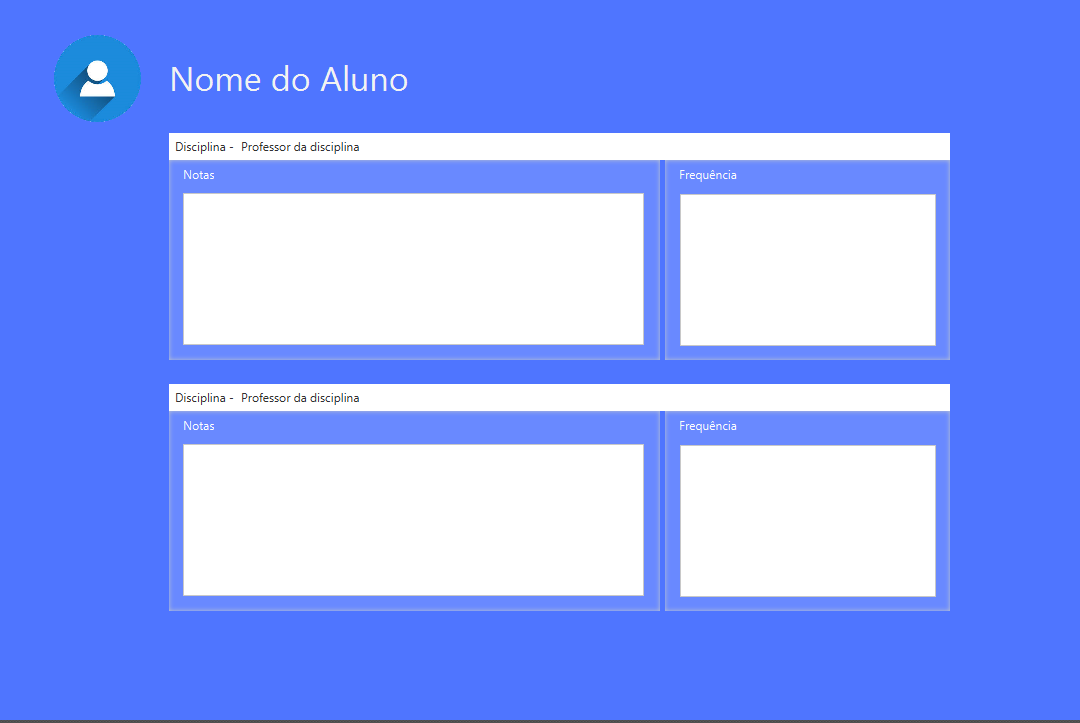 Nome do Aluno
Disciplina - Professor da disciplina
Notas
Frequência
Disciplina - Professor da disciplina
Notas
Frequência